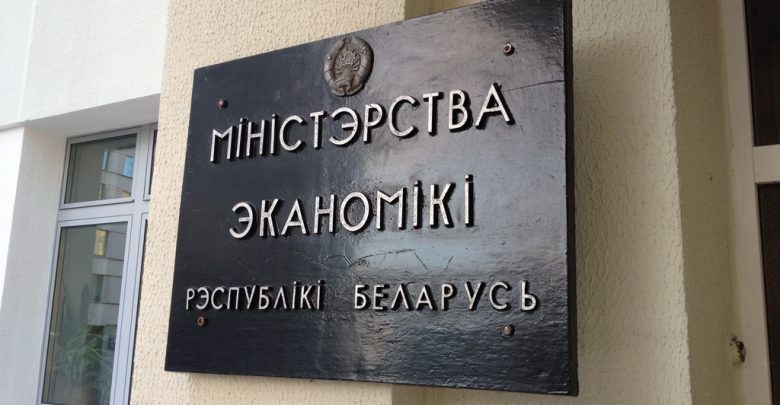 МІНІСТЭРСТВА
ЭКАНОМІКІ
РЭСПУБЛІКІ БЕЛАРУСЬ